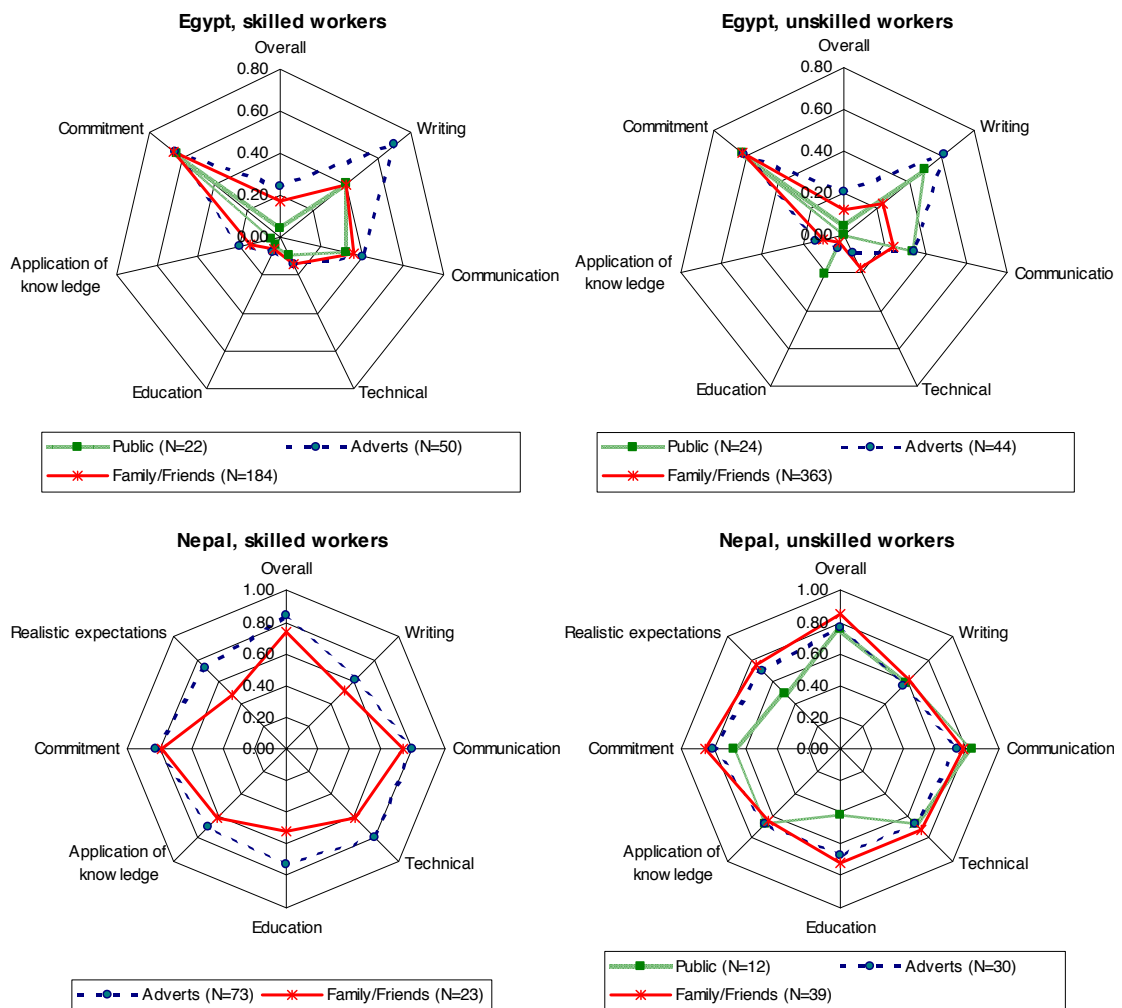 Egypt, skilled workers
Overall
0.80
0.60
0.40
0.20
0.00
Writing
Communication
Technical
Education
Application of
know ledge
Commitment
Public (N=22)
Adverts (N=50)
Family/Friends (N=184)
Egypt, unskilled workers
Overall
0.80
0.60
0.40
0.20
0.00
Writing
Communicatio
Technical
Education
Application of
know ledge
Commitment
Public (N=24)
Adverts (N=44)
Family/Friends (N=363)
Nepal, skilled workers
Overall
1.00
0.80
0.60
0.40
0.20
0.00
Writing
Communication
Technical
Education
Application of
know ledge
Commitment
Realistic expectations
Adverts (N=73)
Family/Friends (N=23)
Nepal, unskilled workers
Overall
1.00
0.80
0.60
0.40
0.20
0.00
Writing
Communication
Technical
Education
Application of
know ledge
Commitment
Realistic expectations
Public (N=12)
Adverts (N=30)
Family/Friends (N=39)